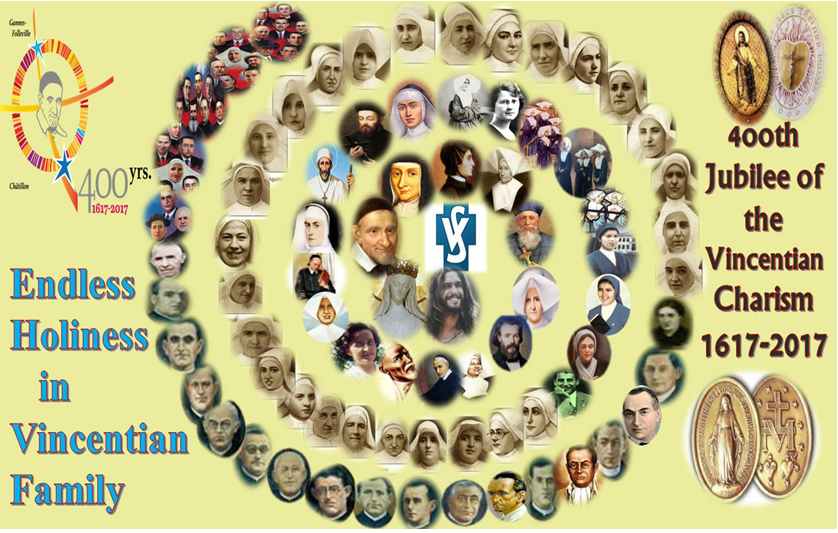 Gannes-
Folleville
Châtillon
400 yrs.
1617-2017
Endless
Holiness
in
Vincentian
Family
400th
Jubilee of
the
Vincentian
Charism
1617-2017
M